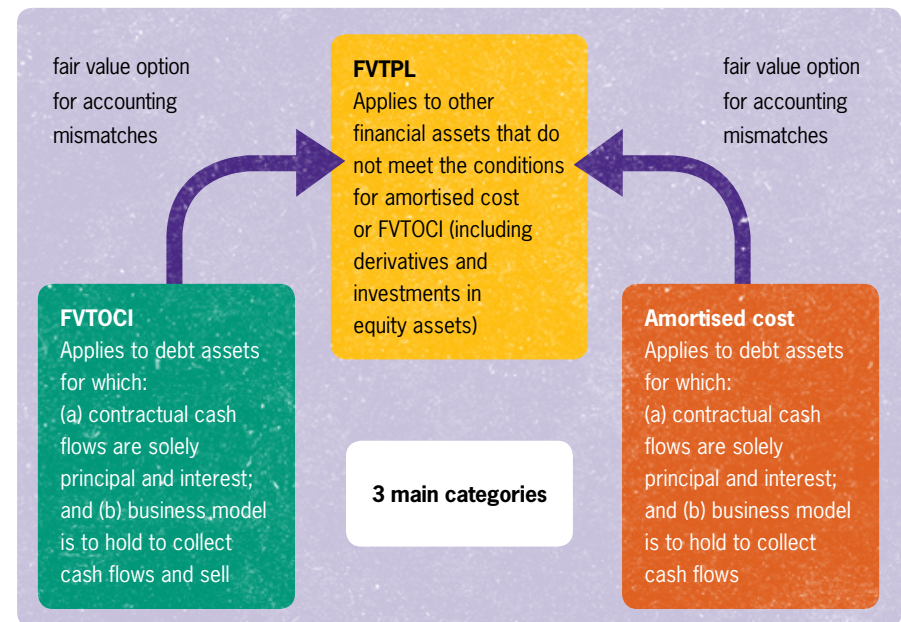 fair value option
for accounting
mismatches
FVTPL
Applies to other
financial assets that do
not meet the conditions
for amortised cost
or FVTOCI (including
derivatives and
investments in
equity assets)
fair value option
for accounting
mismatches
FVTOCI
Applies to debt assets
for which:
(a) contractual cash
flows are solely
principal and interest;
and (b) business model
is to hold to collect
cash flows and sell
3 main categories
Amortised cost
Applies to debt assets
for which:
(a) contractual cash
flows are solely
principal and interest;
and (b) business model
is to hold to collect
cash flows